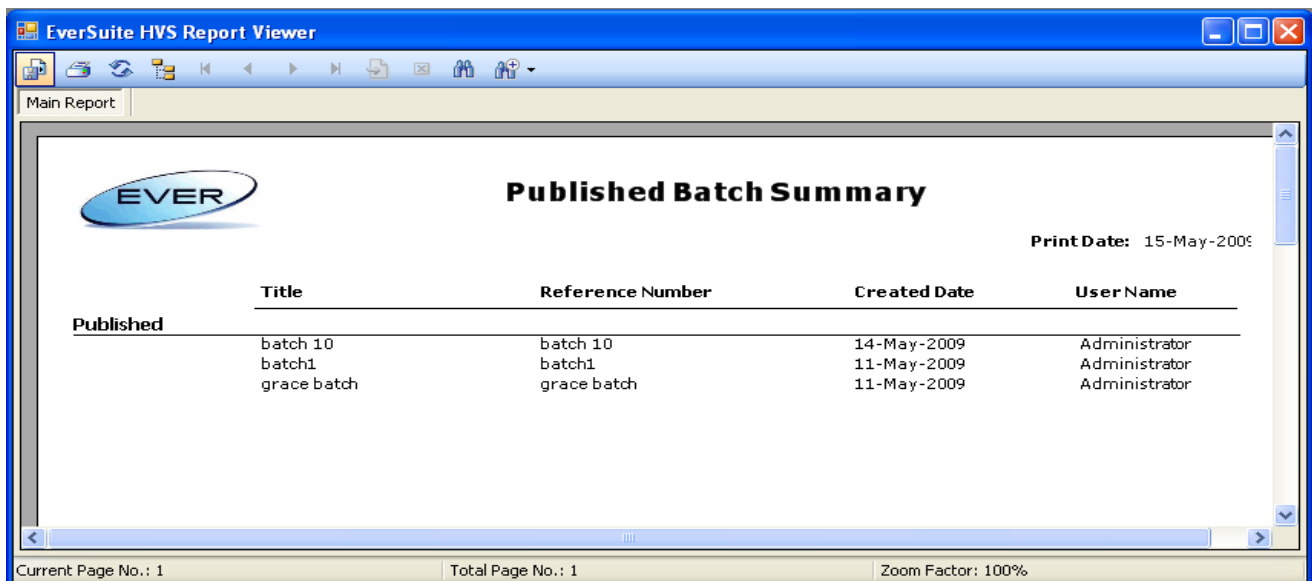 EverSuite HVS Report Viewer
Main Report
EVER
Published Batch Summary
Print Date: 15-May-2009
Title Reference Number Created Date User Name
Published
batch 10 batch 10 14-May-2009 Administrator
batch1 batch1 11-May-2009 Administrator
grace batch grace batch 11-May-2009 Administrator
Current Page No.: 1 Total Page No.: 1 Zoom Factor: 100%